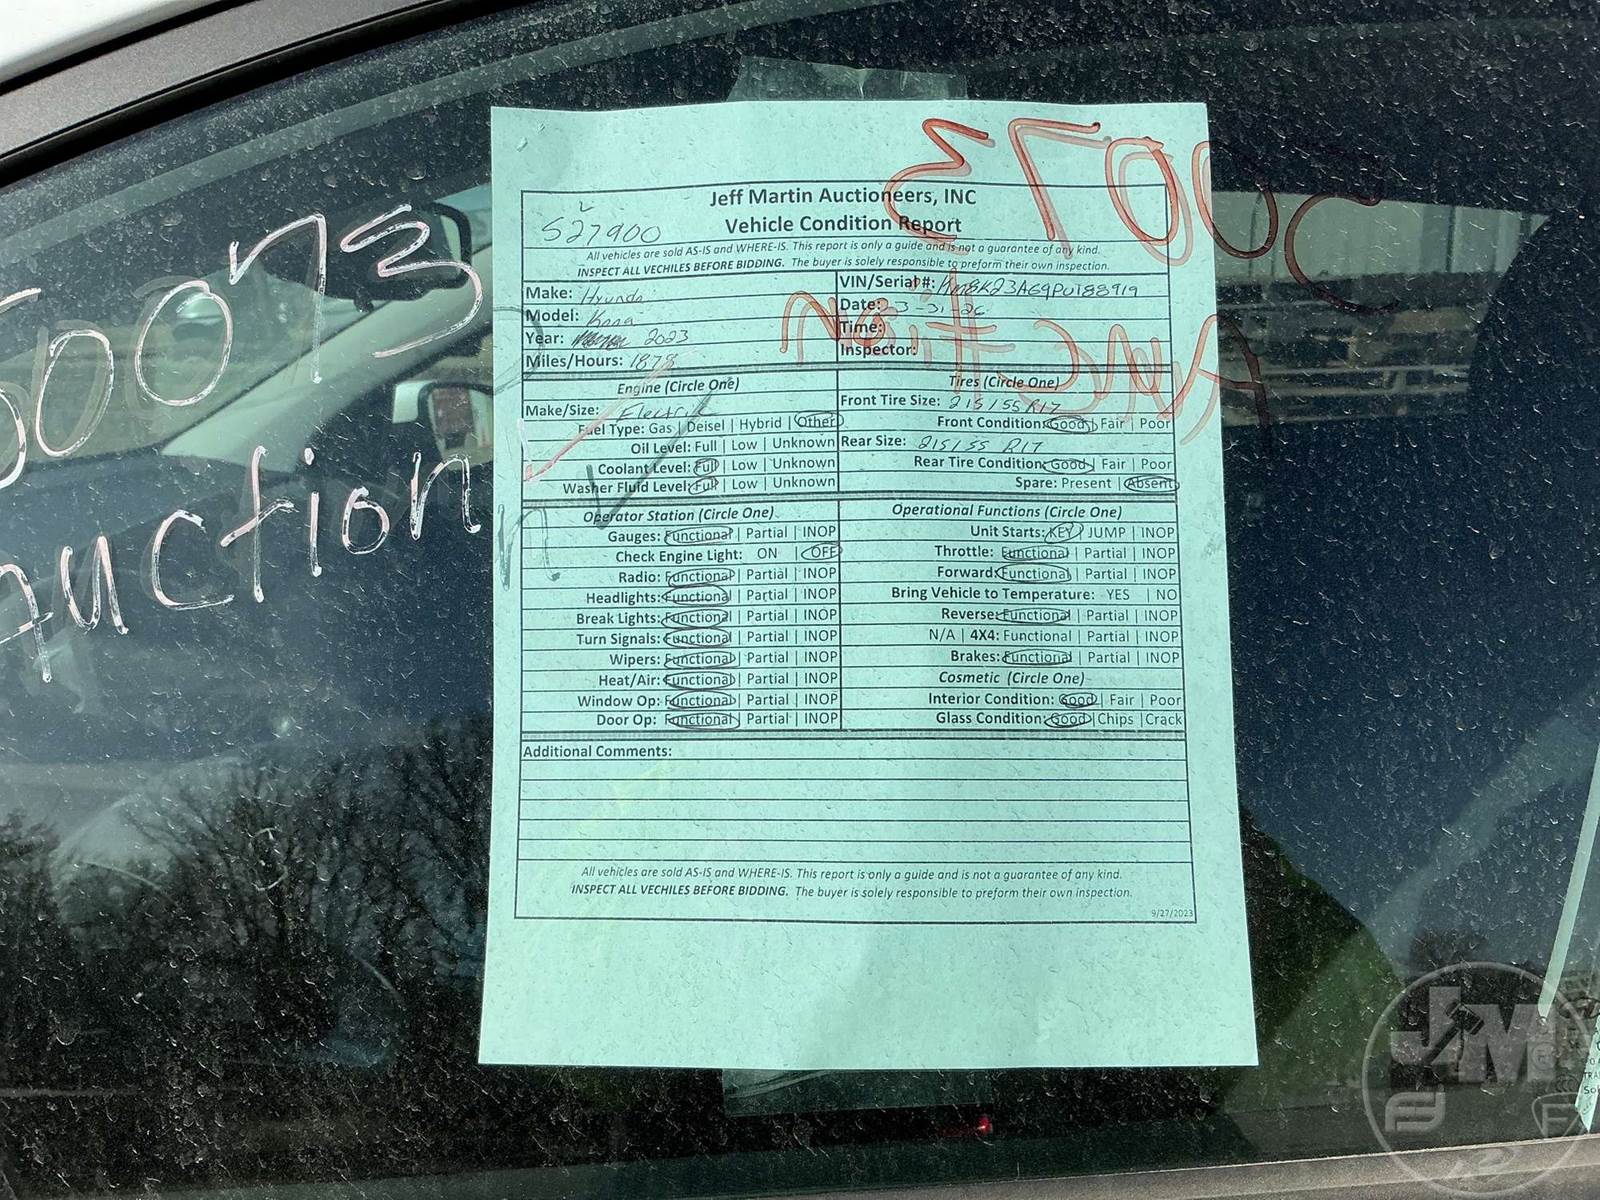 50073
Auction
Jeff Martin Auctioneers, INC
Vehicle Condition Report
527900
All vehicles are sold AS-IS and WHERE-IS. This report is only a guide and is not a guarantee of any kind.
INSPECT ALL VECHILES BEFORE BIDDING. The buyer is solely responsible to preform their own inspection.
Make: Hyundai
Model: Kona
Year: 2023
Miles/Hours: 1878
VIN/Serial#: KM8K23AG9PU188919
Date: 3-31-26
Time:
Inspector:
Engine (Circle One)
Make/Size: Electric
Fuel Type: Gas | Deisel | Hybrid | Other
Oil Level: Full | Low | Unknown
Coolant Level: Full | Low | Unknown
Washer Fluid Level: Full | Low | Unknown
Tires (Circle One)
Front Tire Size: 215/55 R17
Front Condition: Good | Fair | Poor
Rear Size: 215/55 R17
Rear Tire Condition: Good | Fair | Poor
Spare: Present | Absent
Operator Station (Circle One)
Gauges: Functional | Partial | INOP
Check Engine Light: ON | OFF
Radio: Functional | Partial | INOP
Headlights: Functional | Partial | INOP
Break Lights: Functional | Partial | INOP
Turn Signals: Functional | Partial | INOP
Wipers: Functional | Partial | INOP
Heat/Air: Functional | Partial | INOP
Window Op: Functional | Partial | INOP
Door Op: Functional | Partial | INOP
Operational Functions (Circle One)
Unit Starts: KEY | JUMP | INOP
Throttle: Functional | Partial | INOP
Forward: Functional | Partial | INOP
Bring Vehicle to Temperature: YES | NO
Reverse: Functional | Partial | INOP
N/A | 4X4: Functional | Partial | INOP
Brakes: Functional | Partial | INOP
Cosmetic (Circle One)
Interior Condition: Good | Fair | Poor
Glass Condition: Good | Chips | Crack
Additional Comments:
All vehicles are sold AS-IS and WHERE-IS. This report is only a guide and is not a guarantee of any kind.
INSPECT ALL VECHILES BEFORE BIDDING. The buyer is solely responsible to preform their own inspection.
9/27/2023
JM